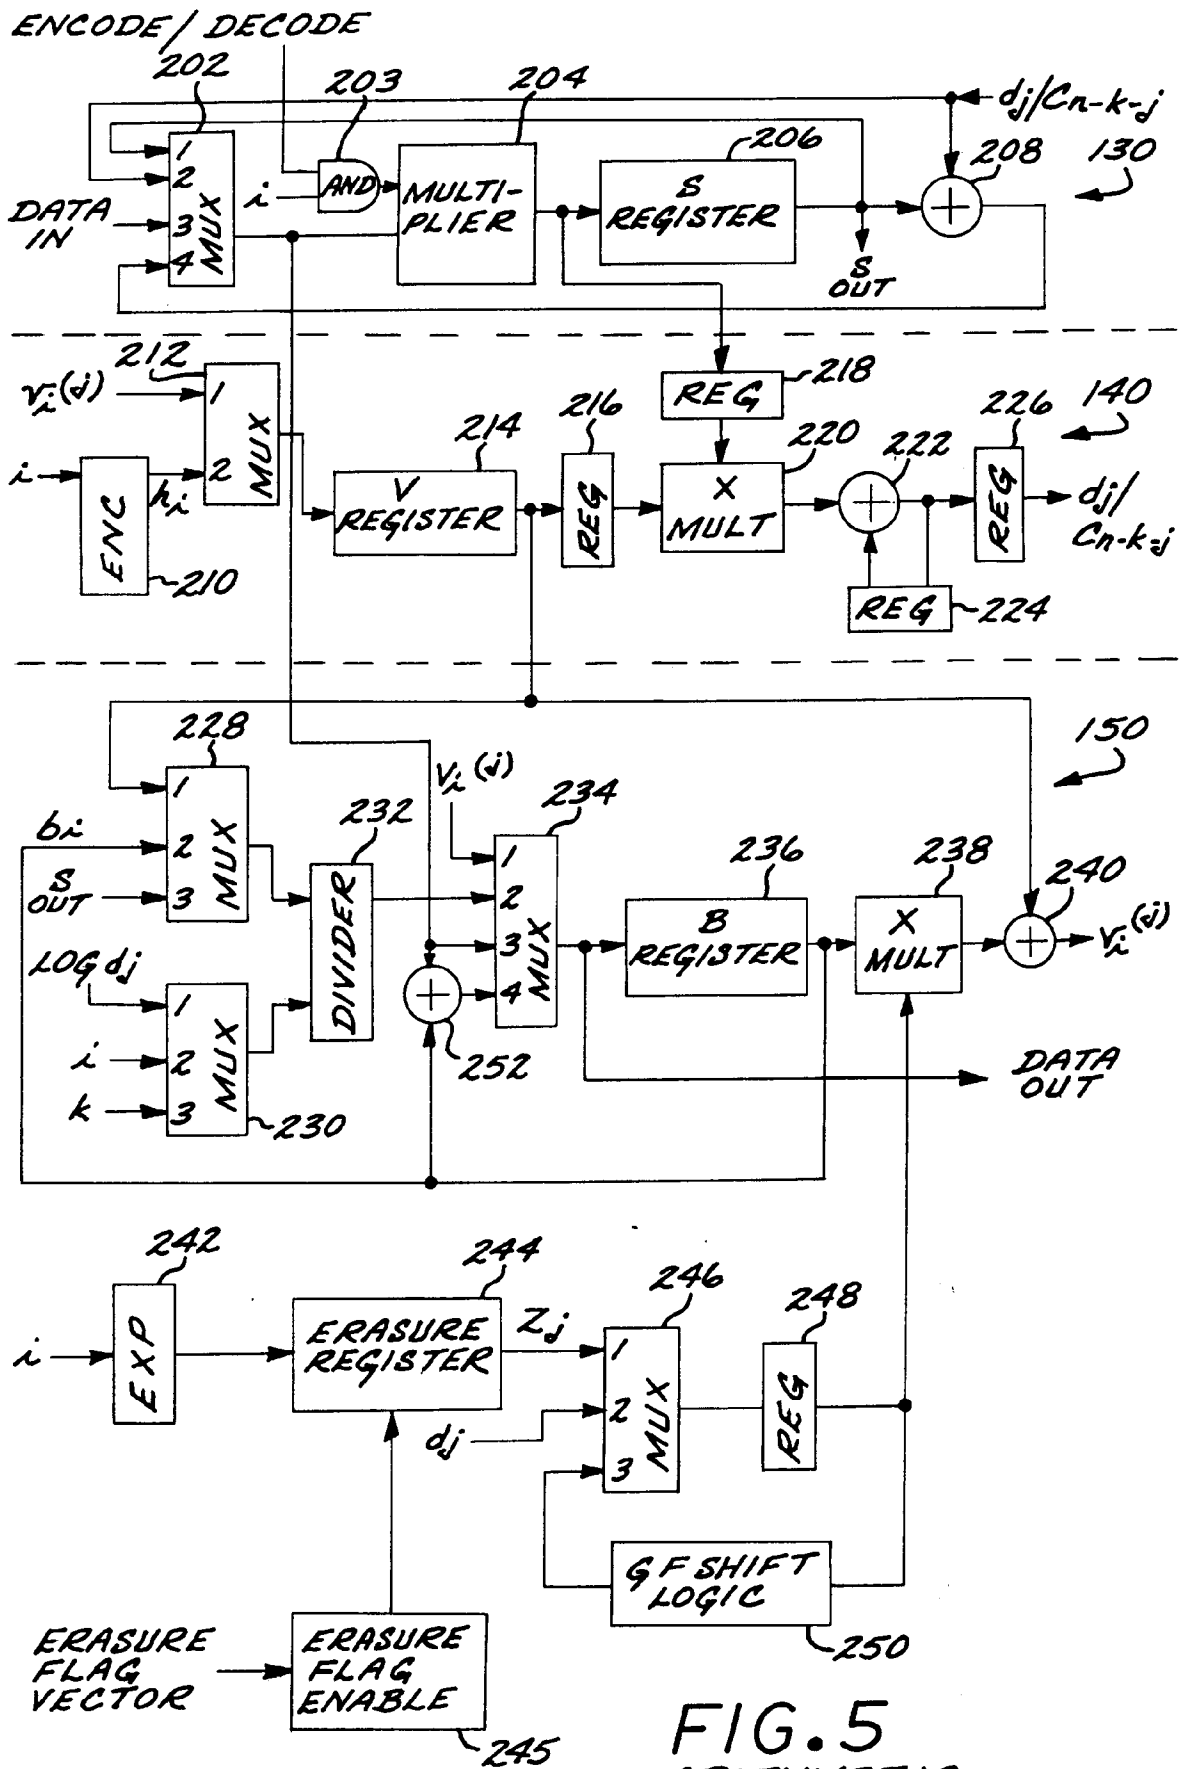 ENCODE/DECODE
202
203
204
dj/Cn-k-j
206
208
130
1
2
3
4
MUX
DATA
IN
i
AND
MULTI-
PLIER
S
REGISTER
S
OUT
212
vi(j)
1
2
MUX
i
ENC
hi
210
214
V
REGISTER
216
REG
REG
218
220
X
MULT
222
226
REG
140
dj/
Cn-k-j
REG
224
228
150
1
2
3
MUX
bi
S
OUT
232
DIVIDER
Vi(j)
234
1
2
3
4
MUX
236
B
REGISTER
238
X
MULT
240
Vi(j)
LOG dj
1
i
2
k
3
MUX
230
252
DATA
OUT
242
i
EXP
244
ERASURE
REGISTER
Zj
dj
246
1
2
3
MUX
248
REG
GF SHIFT
LOGIC
250
ERASURE
FLAG
VECTOR
ERASURE
FLAG
ENABLE
245
FIG. 5